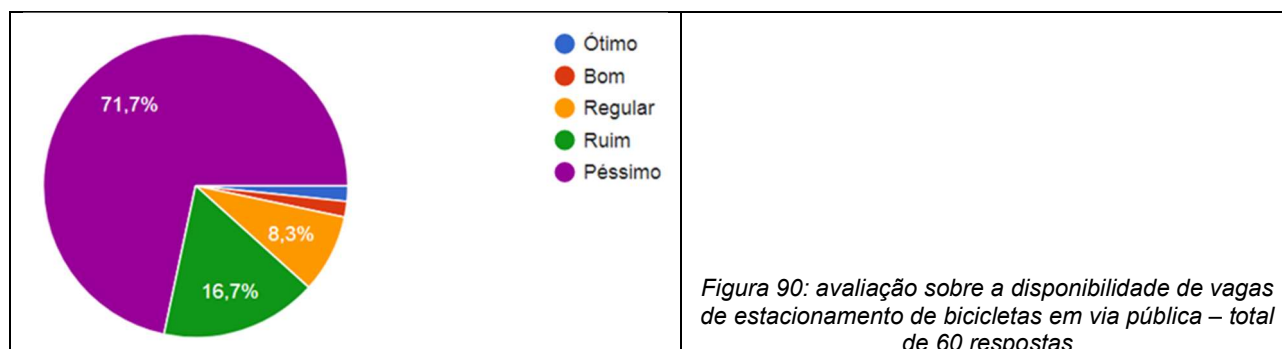 71,7%
8,3%
16,7%
Ótimo
Bom
Regular
Ruim
Péssimo
Figura 90: avaliação sobre a disponibilidade de vagas
de estacionamento de bicicletas em via pública – total
de 60 respostas